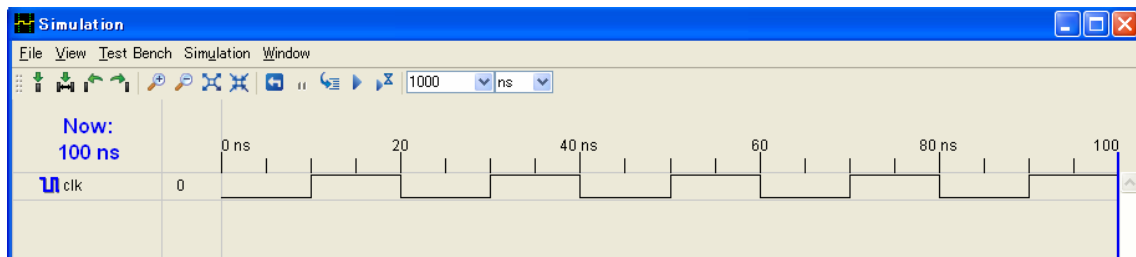 Simulation
File View Test Bench Simulation Window
1000 ns
Now:
100 ns
0 ns 20 40 ns 60 80 ns 100
clk 0